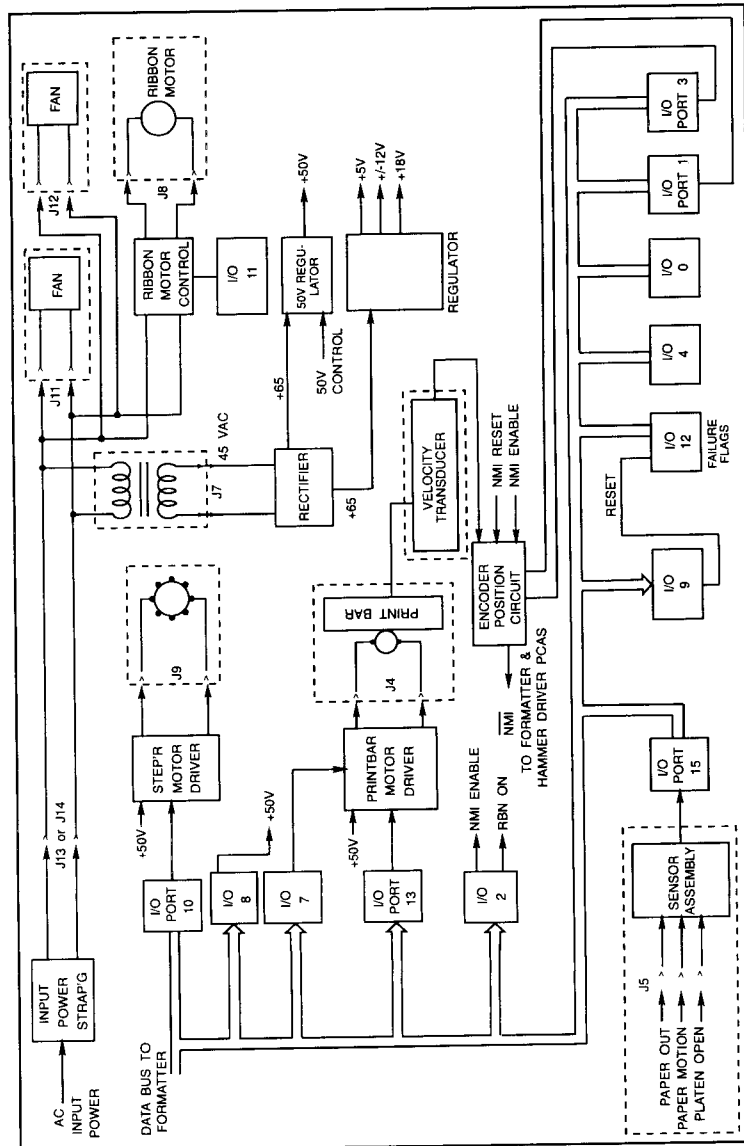 AC
INPUT
POWER
INPUT
POWER
STRAP'G
J13 or J14
J11
FAN
J12
FAN
RIBBON
MOTOR
CONTROL
J8
RIBBON
MOTOR
I/O
11
J7
45 VAC
RECTIFIER
+65
+65
50V REGU-
LATOR
50V
CONTROL
+50V
REGULATOR
+5V
+/-12V
+18V
DATA BUS TO
FORMATTER
I/O
PORT
10
+50V
STEP'R
MOTOR
DRIVER
J9
I/O
8
+50V
I/O
7
I/O
PORT
13
+50V
PRINTBAR
MOTOR
DRIVER
J4
PRINT BAR
VELOCITY
TRANSDUCER
I/O
2
NMI ENABLE
RBN ON
ENCODER
POSITION
CIRCUIT
NMI RESET
NMI ENABLE
NMI
TO FORMATTER &
HAMMER DRIVER PCAS
PAPER OUT
PAPER MOTION
PLATEN OPEN
J5
SENSOR
ASSEMBLY
I/O
PORT
15
I/O
9
RESET
I/O
12
FAILURE
FLAGS
I/O
4
I/O
0
I/O
PORT 1
I/O
PORT 3